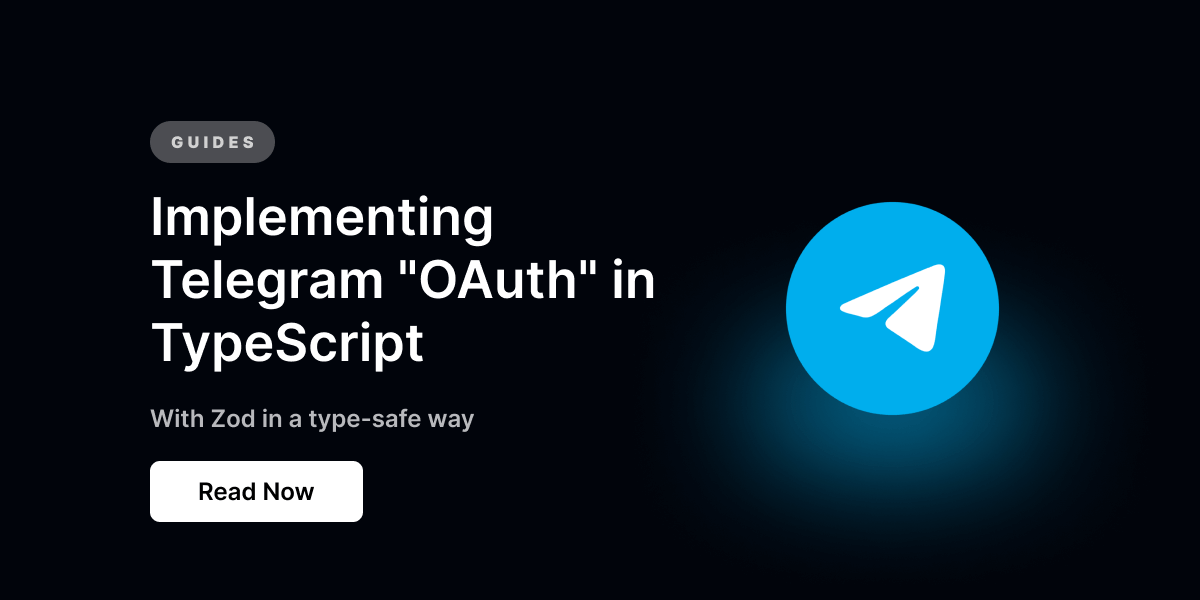 GUIDES
Implementing
Telegram "OAuth" in
TypeScript
With Zod in a type-safe way
Read Now